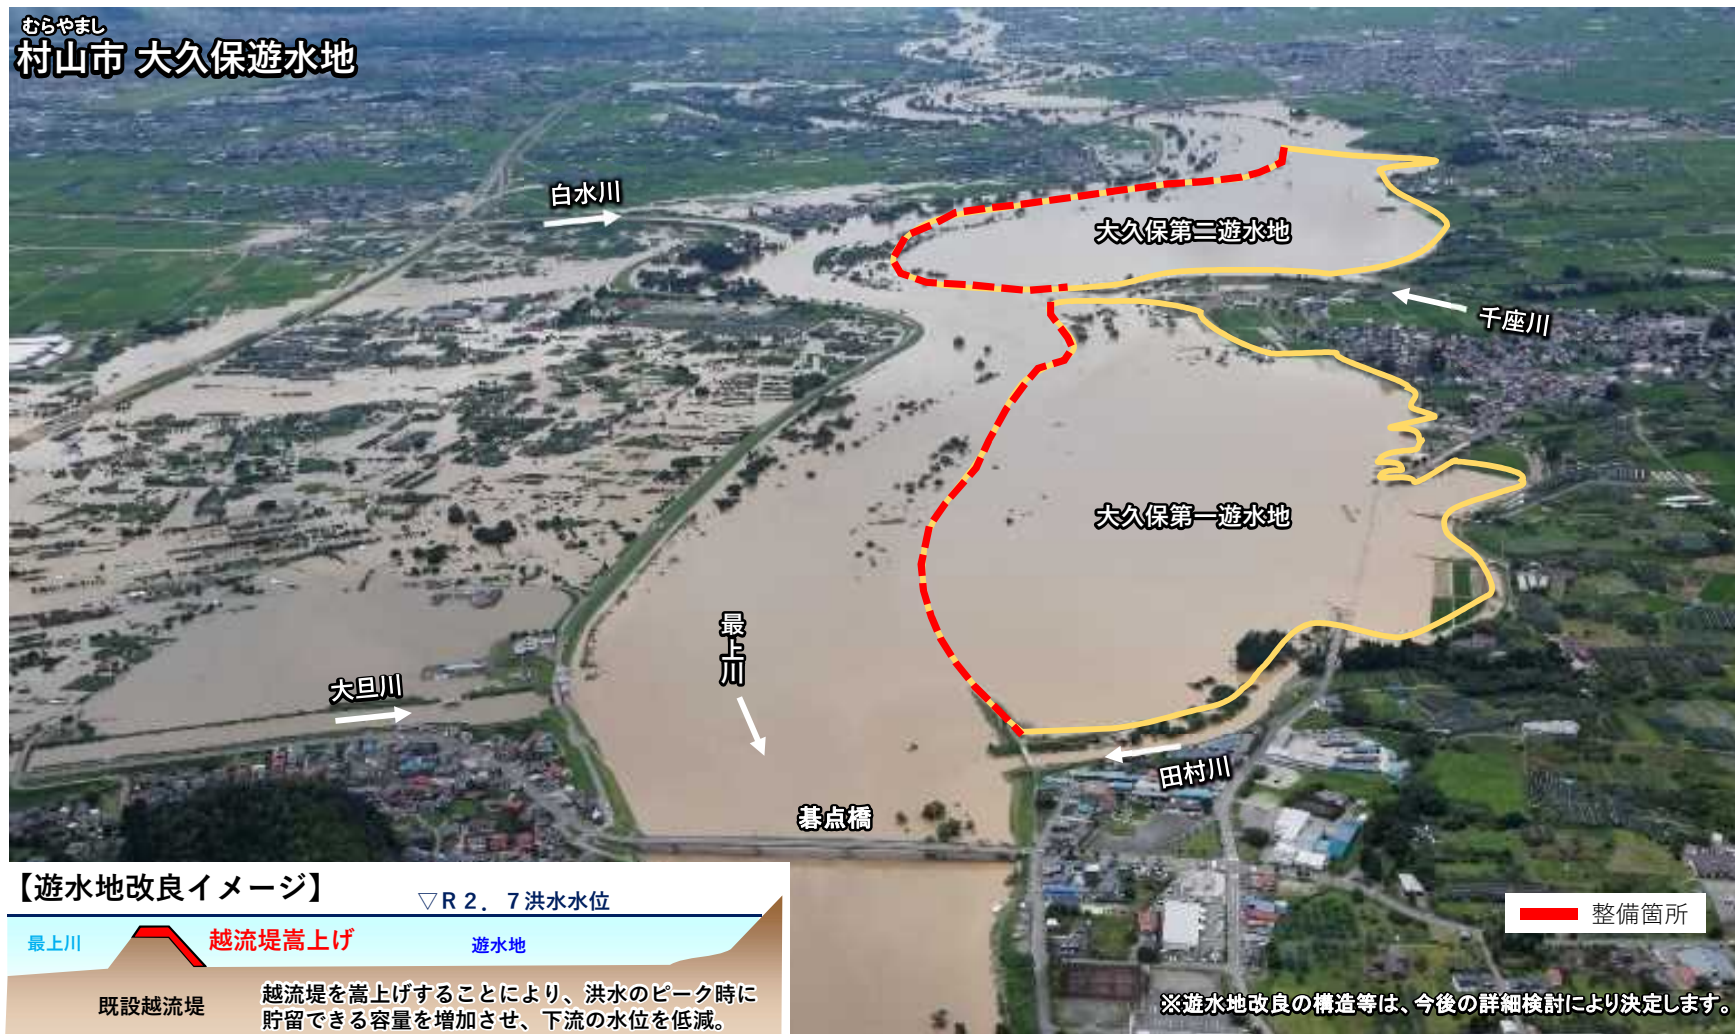 むらやまし
村山市 大久保遊水地
白水川
大久保第二遊水地
千座川
大久保第一遊水地
最上川
大旦川
田村川
碁点橋
【遊水地改良イメージ】
▽R2.7洪水水位
最上川
越流堤嵩上げ
遊水地
既設越流堤
越流堤を嵩上げすることにより、洪水のピーク時に
貯留できる容量を増加させ、下流の水位を低減。
整備箇所
※遊水地改良の構造等は、今後の詳細検討により決定します。